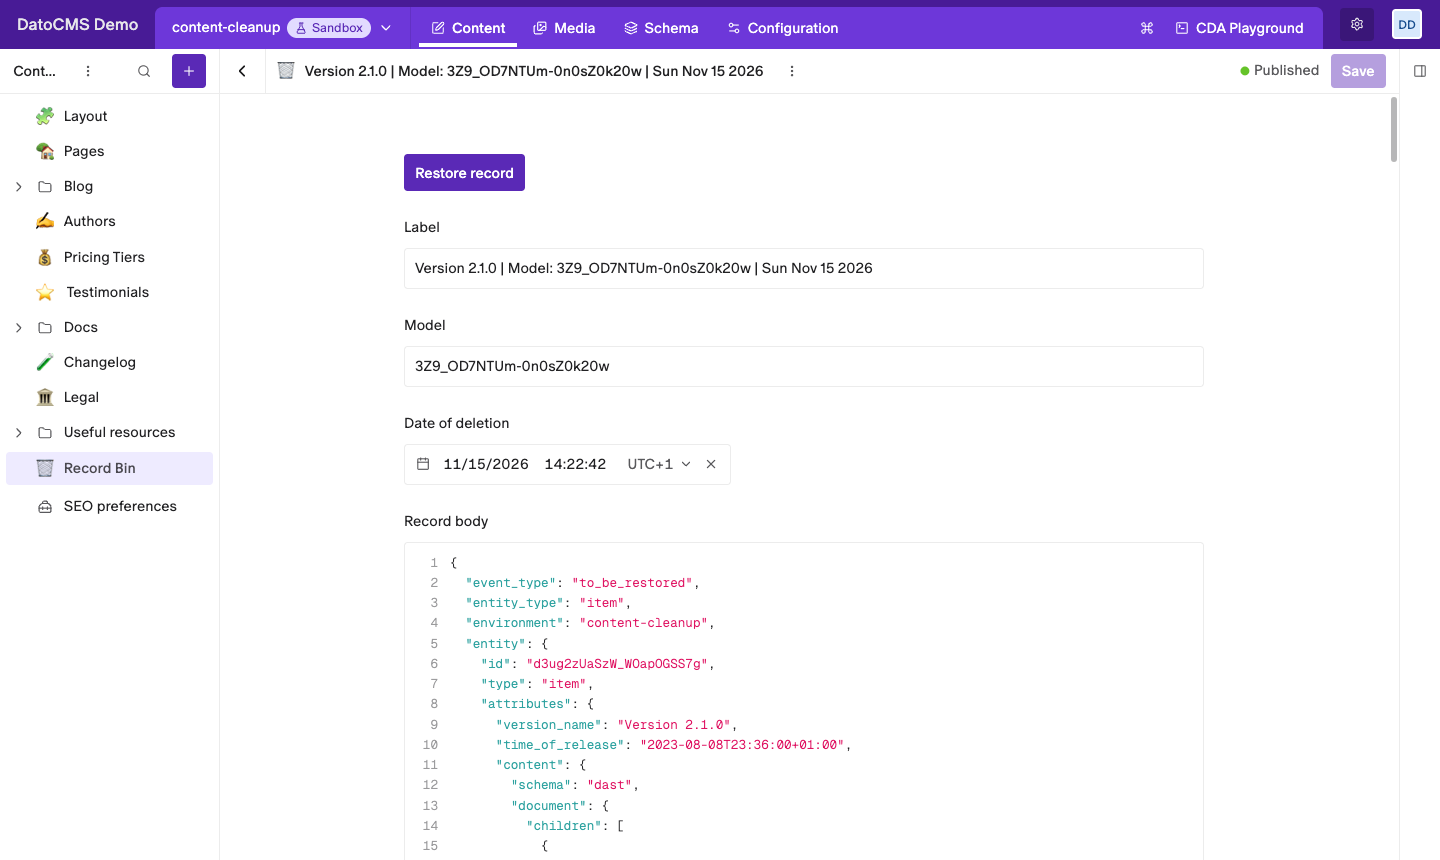 DatoCMS Demo
content-cleanup Sandbox
Content
Media
Schema
Configuration
CDA Playground
DD
Cont...
Version 2.1.0 | Model: 3Z9_OD7NTUm-0n0sZ0k20w | Sun Nov 15 2026
Published
Save
Layout
Pages
Blog
Authors
Pricing Tiers
Testimonials
Docs
Changelog
Legal
Useful resources
Record Bin
SEO preferences
Restore record
Label
Version 2.1.0 | Model: 3Z9_OD7NTUm-0n0sZ0k20w | Sun Nov 15 2026
Model
3Z9_OD7NTUm-0n0sZ0k20w
Date of deletion
11/15/2026 14:22:42 UTC+1
Record body
1 {
2 "event_type": "to_be_restored",
3 "entity_type": "item",
4 "environment": "content-cleanup",
5 "entity": {
6 "id": "d3ug2zUaSzW_WOapOGSS7g",
7 "type": "item",
8 "attributes": {
9 "version_name": "Version 2.1.0",
10 "time_of_release": "2023-08-08T23:36:00+01:00",
11 "content": {
12 "schema": "dast",
13 "document": {
14 "children": [
15 {